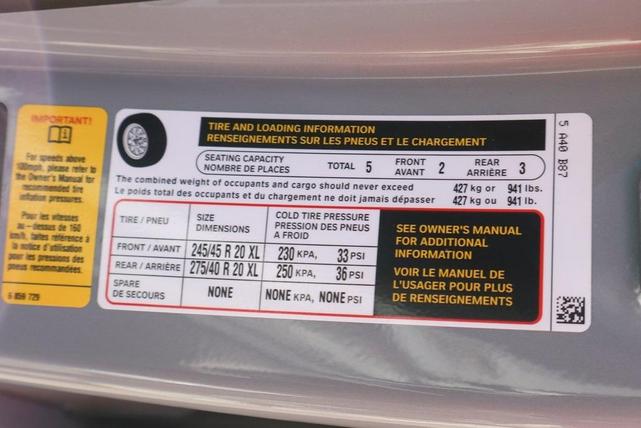 IMPORTANT!
For speeds above
100mph, please refer to
the Owner's Manual for
recommended tire
inflation pressures.
Pour les vitesses
au-dessus de 160
km/h, faites référence à
la notice d'utilisation
pour les pressions des
pneus recommandées.
6 859 729
TIRE AND LOADING INFORMATION
RENSEIGNEMENTS SUR LES PNEUS ET LE CHARGEMENT
SEATING CAPACITY
NOMBRE DE PLACES
TOTAL 5
FRONT
AVANT 2
REAR
ARRIÈRE 3
The combined weight of occupants and cargo should never exceed 427 kg or 941 lbs.
Le poids total des occupants et du chargement ne doit jamais dépasser 427 kg ou 941 lb.
TIRE / PNEU
SIZE
DIMENSIONS
COLD TIRE PRESSURE
PRESSION DES PNEUS
A FROID
FRONT / AVANT 245/45 R 20 XL 230 KPA, 33 PSI
REAR / ARRIÈRE 275/40 R 20 XL 250 KPA, 36 PSI
SPARE
DE SECOURS
NONE NONE KPA, NONE PSI
SEE OWNER'S MANUAL
FOR ADDITIONAL
INFORMATION
VOIR LE MANUEL DE
L'USAGER POUR PLUS
DE RENSEIGNEMENTS
5 A40 B87